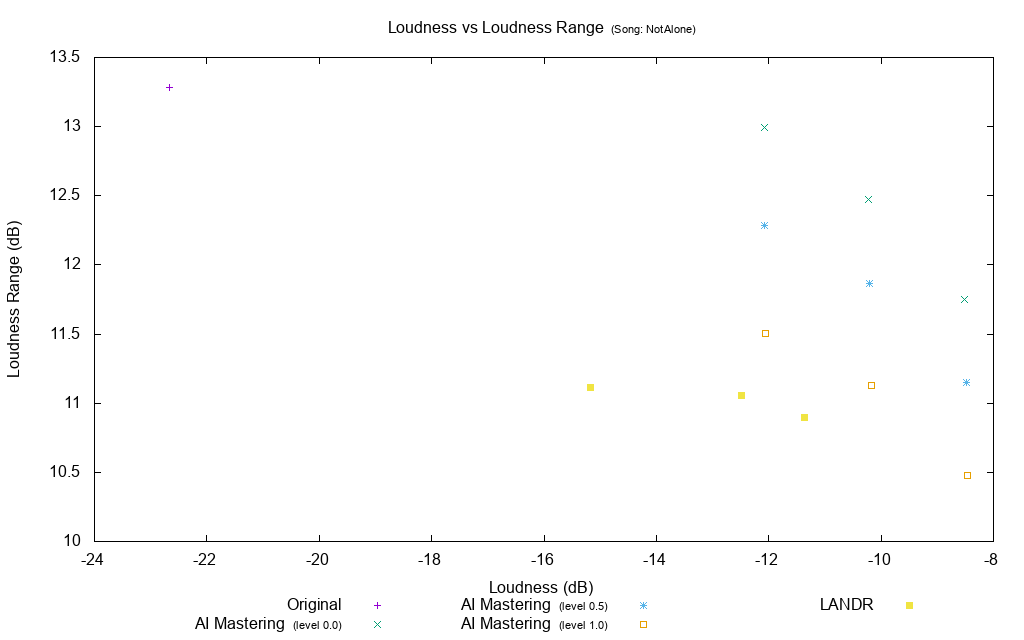 Loudness vs Loudness Range (Song: NotAlone)
13.5
13
12.5
12
11.5
11
10.5
10
Loudness Range (dB)
-24 -22 -20 -18 -16 -14 -12 -10 -8
Loudness (dB)
Original AI Mastering (level 0.5) LANDR
AI Mastering (level 0.0) AI Mastering (level 1.0)